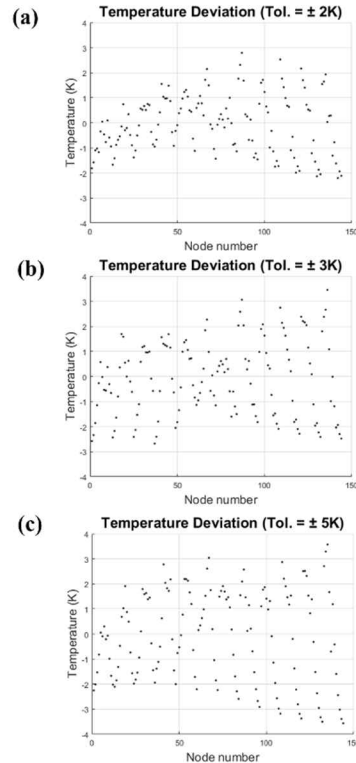 (a)
Temperature Deviation (Tol. = ± 2K)
4
3
2
1
0
-1
-2
-3
-4
Temperature (K)
0 50 100 150
Node number
(b)
Temperature Deviation (Tol. = ± 3K)
4
3
2
1
0
-1
-2
-3
-4
Temperature (K)
0 50 100 150
Node number
(c)
Temperature Deviation (Tol. = ± 5K)
4
3
2
1
0
-1
-2
-3
-4
Temperature (K)
0 50 100 150
Node number